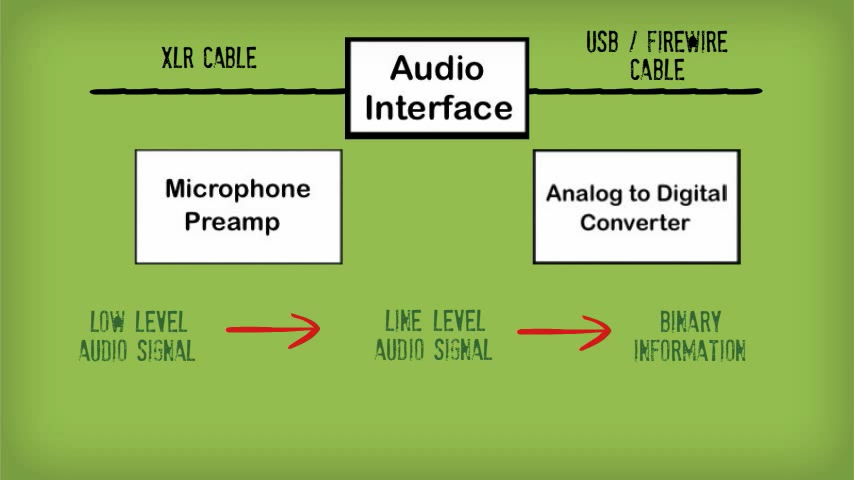 XLR CABLE
Audio
Interface
USB / FIREWIRE
CABLE
Microphone
Preamp
Analog to Digital
Converter
LOW LEVEL
AUDIO SIGNAL
LINE LEVEL
AUDIO SIGNAL
BINARY
INFORMATION